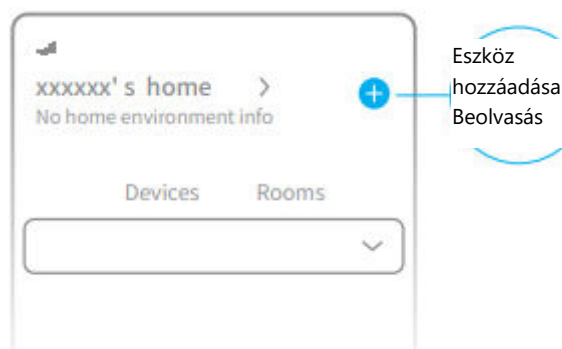 xxxxxx' s home >
No home environment info
Devices Rooms
Eszköz
hozzáadása
Beolvasás